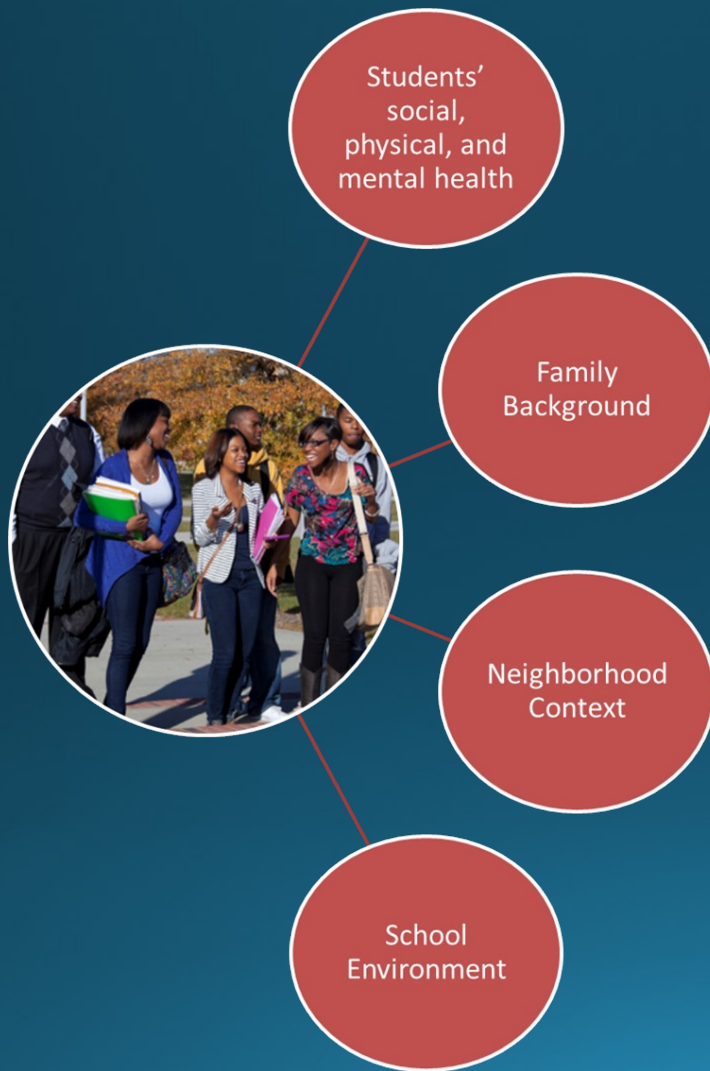 Students’
social,
physical, and
mental health
Family
Background
Neighborhood
Context
School
Environment